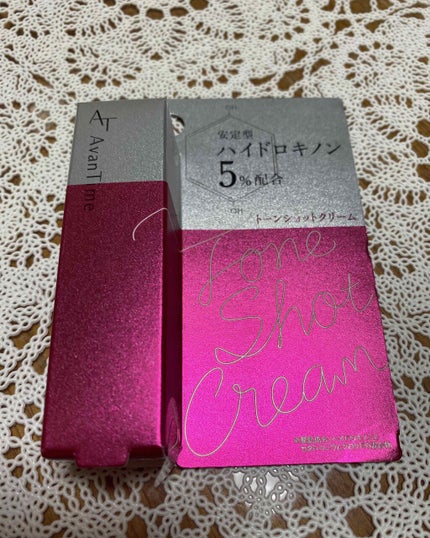 AT AvanTime
OH
安定型
ハイドロキノン
5%配合
OH
トーンショットクリーム
Tone
Shot
Cream